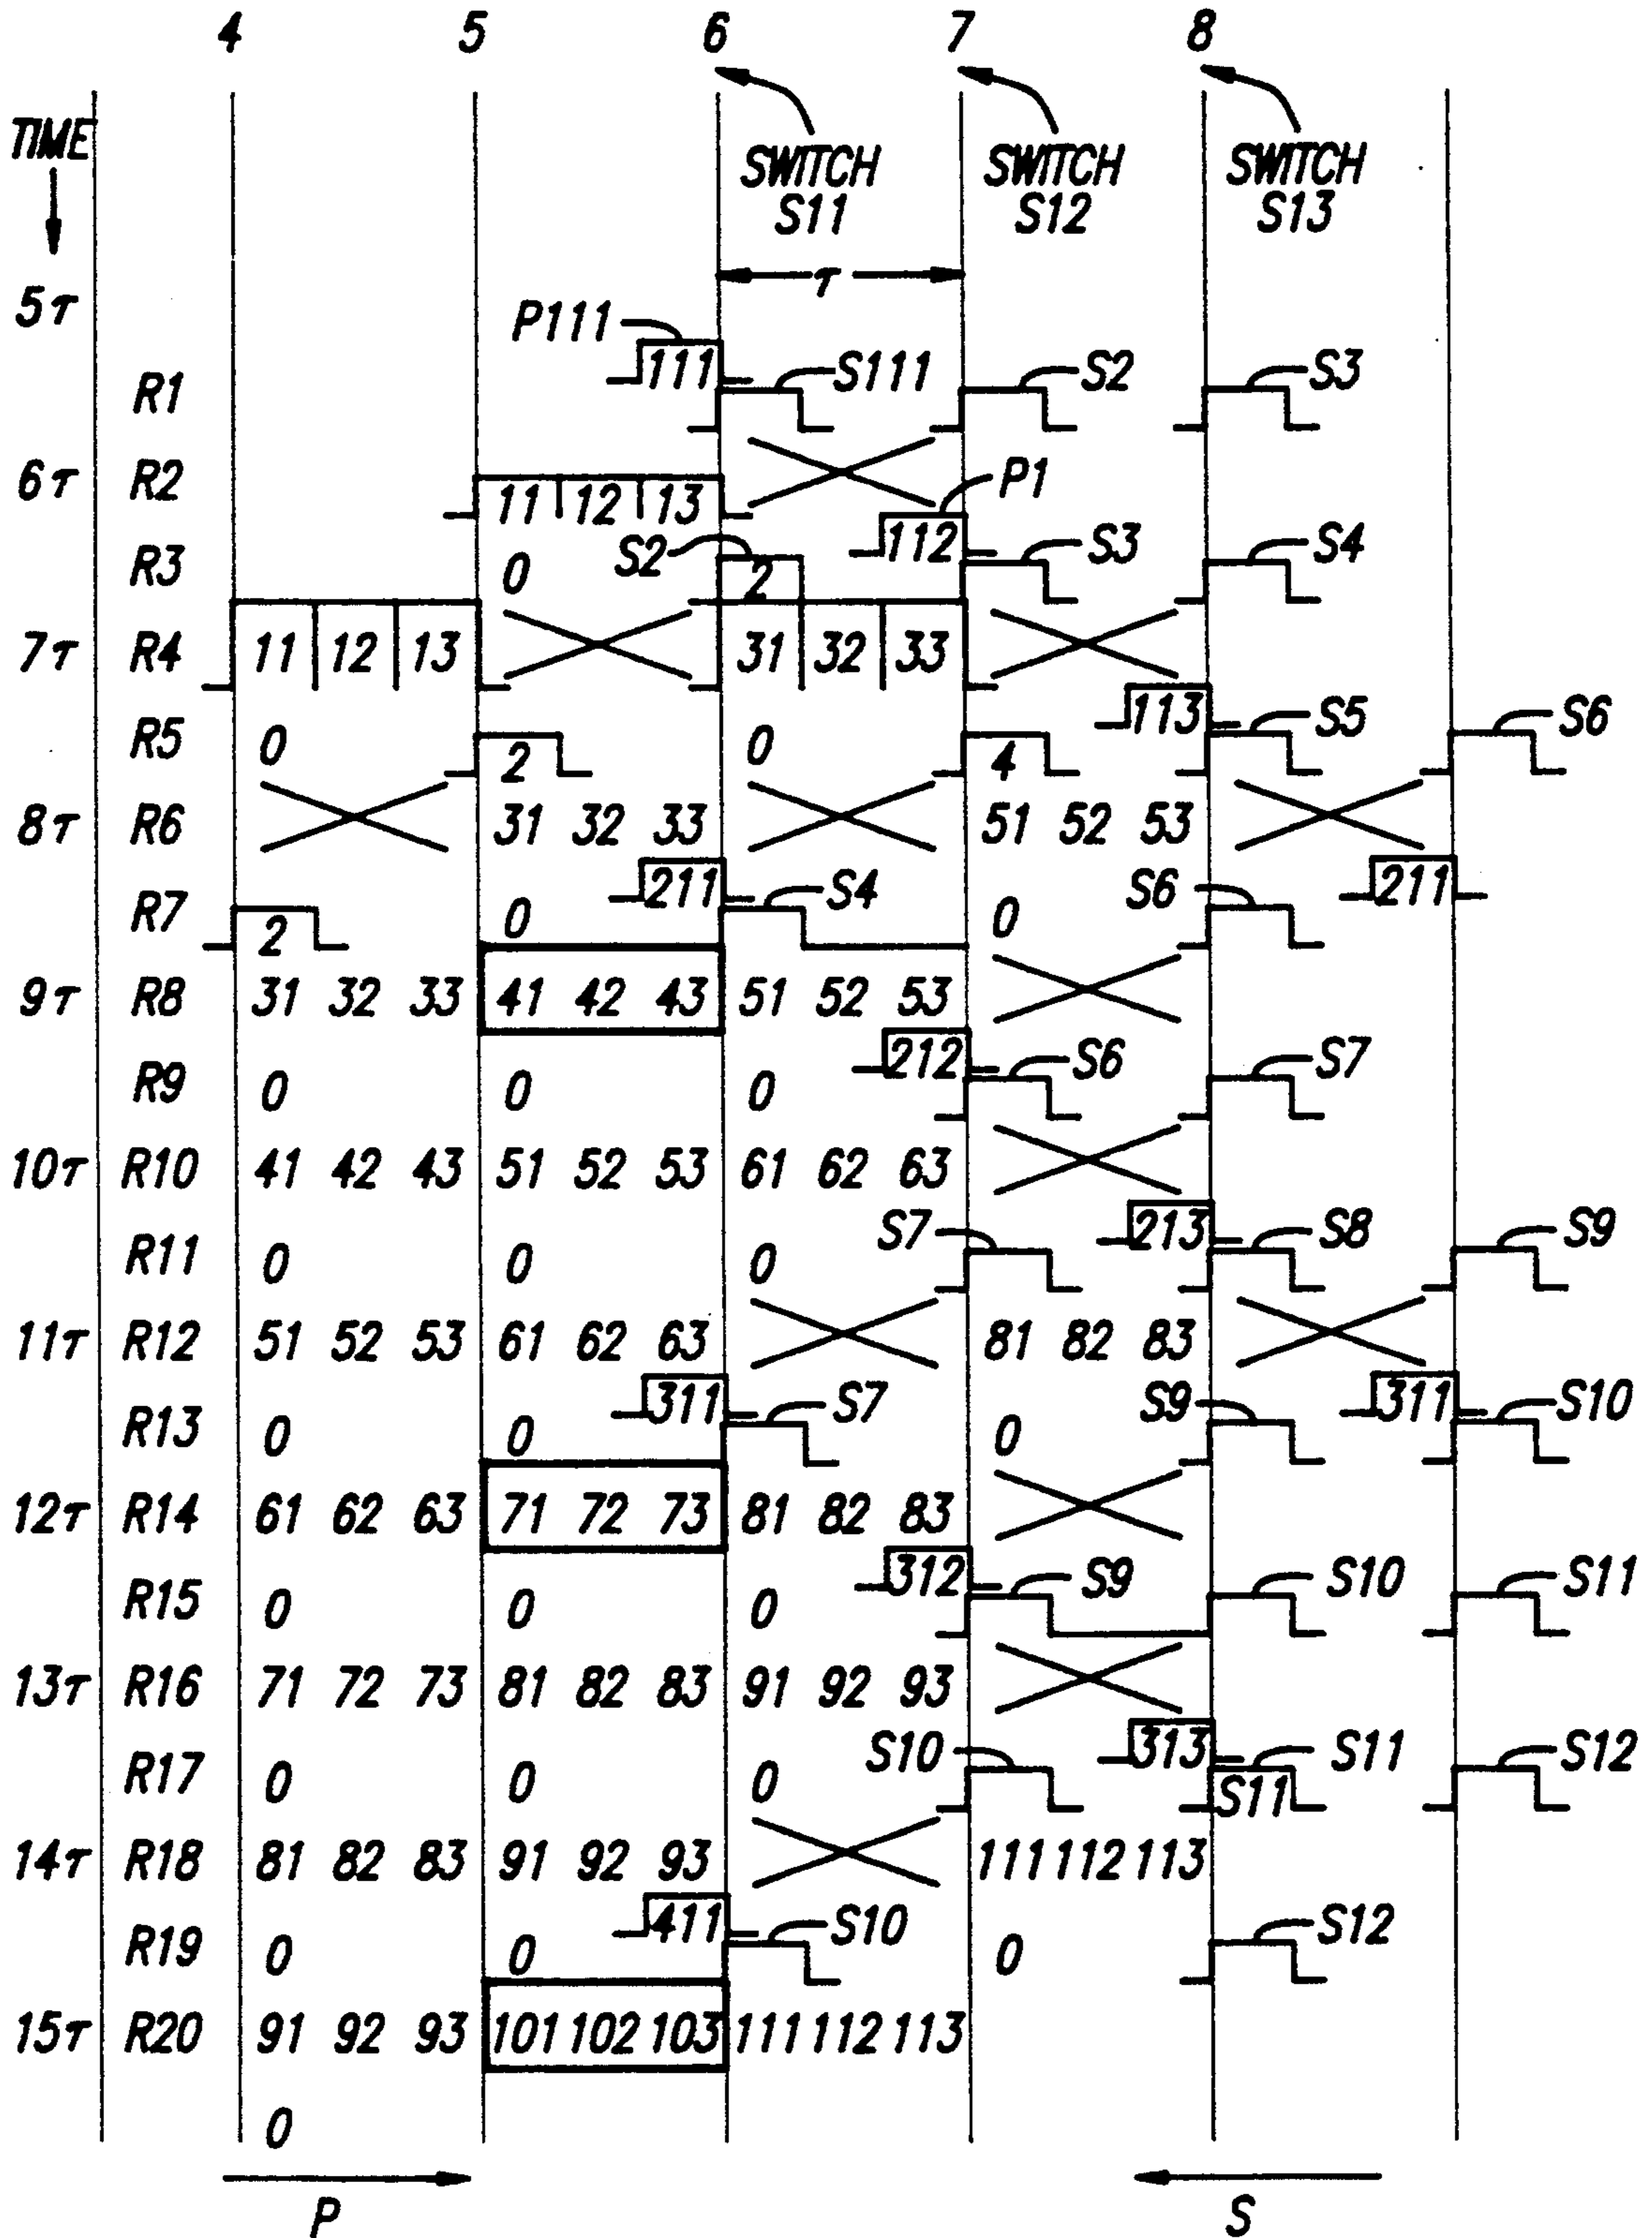 4 5 6 7 8
TIME
SWITCH S11
SWITCH S12
SWITCH S13
τ
5τ
P111
111 S111 S2 S3
R1
6τ R2 11 12 13 P1
112
R3 0 S2 2 S3 S4
7τ R4 11 12 13 31 32 33
113
R5 0 2 0 4 S5 S6
8τ R6 31 32 33 51 52 53
211 S4 S6 211
R7 2 0 0
9τ R8 31 32 33 41 42 43 51 52 53
212 S6 S7
R9 0 0 0
10τ R10 41 42 43 51 52 53 61 62 63
S7 213 S8 S9
R11 0 0 0
11τ R12 51 52 53 61 62 63 81 82 83
311 S7 S9 311 S10
R13 0 0 0
12τ R14 61 62 63 71 72 73 81 82 83
312 S9 S10 S11
R15 0 0 0
13τ R16 71 72 73 81 82 83 91 92 93
S10 313 S11 S12
R17 0 0 0 S11
14τ R18 81 82 83 91 92 93 111 112 113
411 S10 S12
R19 0 0 0
15τ R20 91 92 93 101 102 103 111 112 113
0
P S